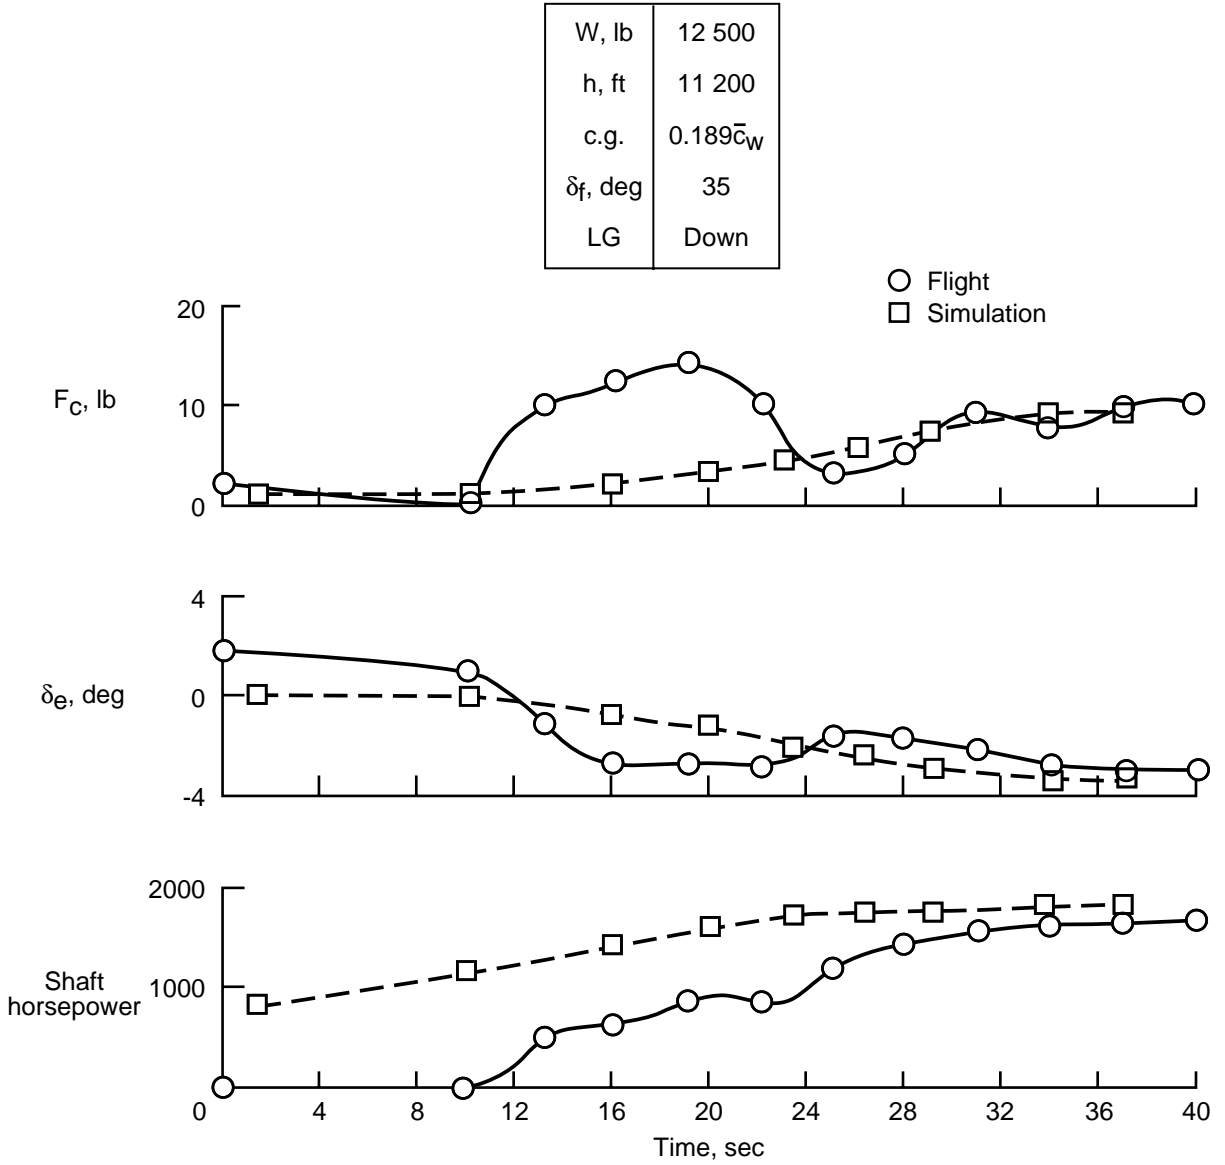 W, lb 12 500
h, ft 11 200
c.g. 0.189c̄w
δf, deg 35
LG Down
Flight
Simulation
20
Fc, lb
10
0
4
δe, deg
0
-4
2000
Shaft
horsepower
1000
0 4 8 12 16 20 24 28 32 36 40
Time, sec